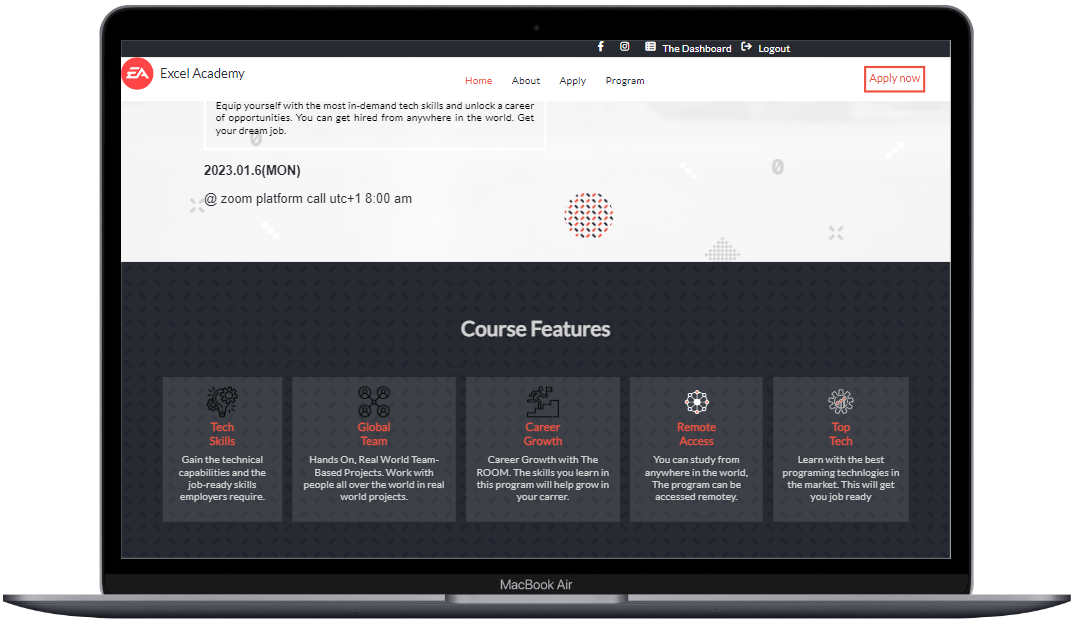 The Dashboard Logout
EA Excel Academy
Home About Apply Program
Apply now
Equip yourself with the most in-demand tech skills and unlock a career
of opportunities. You can get hired from anywhere in the world. Get
your dream job.
2023.01.6(MON)
@ zoom platform call utc+1 8:00 am
Course Features
Tech
Skills
Gain the technical
capabilities and the
job-ready skills
employers require.
Global
Team
Hands On, Real World Team-
Based Projects. Work with
people all over the world in real
world projects.
Career
Growth
Career Growth with The
ROOM. The skills you learn in
this program will help grow in
your carrer.
Remote
Access
You can study from
anywhere in the world,
The program can be
accessed remotey.
Top
Tech
Learn with the best
programing technlogies in
the market. This will get
you job ready
MacBook Air